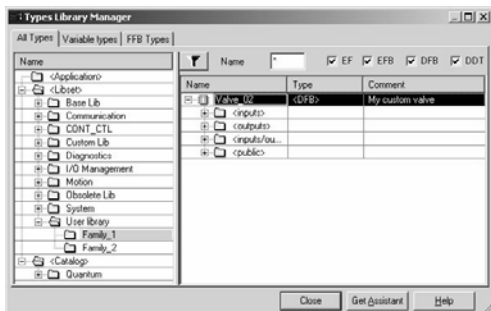 Types Library Manager
All Types Variable types FFB Types
Name
<Application>
<Libset>
Base Lib
Communication
CONT_CTL
Custom Lib
Diagnostics
I/O Management
Motion
Obsolete Lib
System
User library
Family_1
Family_2
<Catalog>
Quantum
Name * EF EFB DFB DDT
Name Type Comment
Valve_02 <DFB> My custom valve
<inputs>
<outputs>
<inputs/ou...
<public>
Close Get Assistant Help